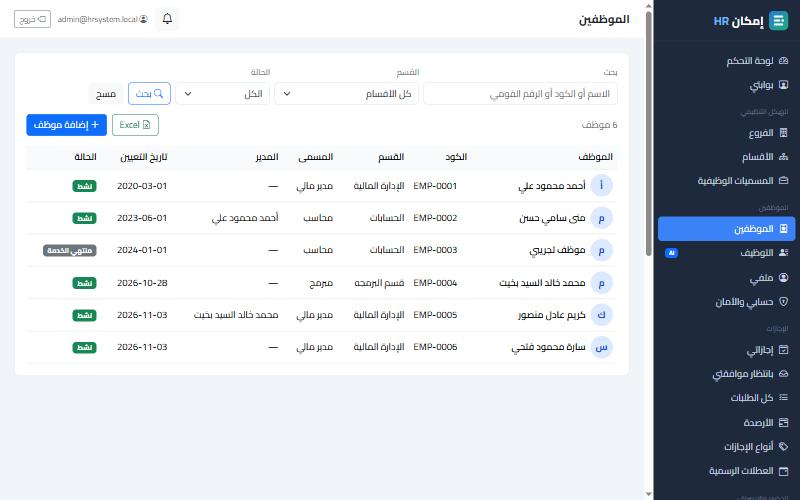 إمكان HR
لوحة التحكم
بوابتي
الهيكل التنظيمي
الفروع
الأقسام
المسميات الوظيفية
الموظفين
الموظفين
التوظيف AI
ملفي
حسابي والأمان
الإجازات
إجازاتي
بانتظار موافقتي
كل الطلبات
الأرصدة
أنواع الإجازات
العطلات الرسمية
الموظفين
admin@hrsystem.local خروج
بحث القسم الحالة
الاسم أو الكود أو الرقم القومي كل الأقسام الكل بحث مسح
6 موظف Excel + إضافة موظف
الموظف الكود القسم المسمى المدير تاريخ التعيين الحالة
أ أحمد محمود علي EMP-0001 الإدارة المالية مدير مالي — 2020-03-01 نشط
م منى سامي حسن EMP-0002 الحسابات محاسب أحمد محمود علي 2023-06-01 نشط
م موظف تجريبي EMP-0003 الحسابات محاسب — 2024-01-01 منتهي الخدمة
م محمد خالد السيد بخيت EMP-0004 قسم البرمجه مبرمج — 2026-10-28 نشط
ك كريم عادل منصور EMP-0005 الإدارة المالية مدير مالي محمد خالد السيد بخيت 2026-11-03 نشط
س سارة محمود فتحي EMP-0006 الإدارة المالية مدير مالي — 2026-11-03 نشط